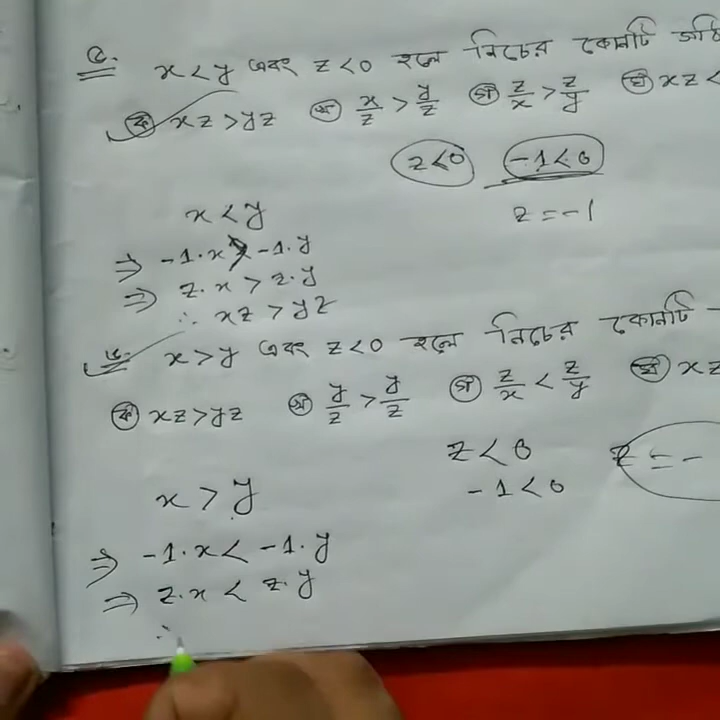 ৫. x < y এবং z < 0 হলে নিচের কোনটি
ক xz > yz খ x/z > y/z গ z/x > z/y ঘ xz <
z < 0 -1 < 0
x < y z = -1
⇒ -1·x > -1·y
⇒ z·x > z·y
∴ xz > yz
x > y এবং z < 0 হলে নিচের কোনটি
ক xz > yz খ y/z > y/z গ z/x < z/y ঘ xz
z < 0 z = -
x > y -1 < 0
⇒ -1·x < -1·y
⇒ z·x < z·y
∴